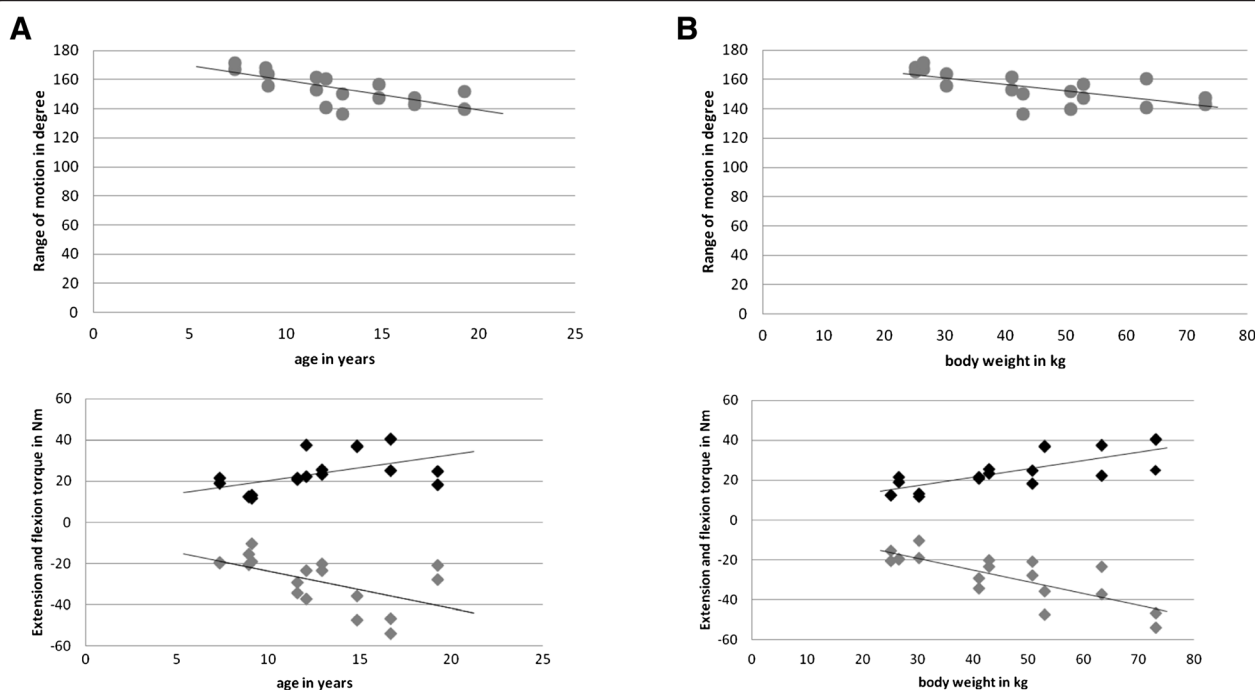 A
Range of motion in degree
180
160
140
120
100
80
60
40
20
0
0 5 10 15 20 25
age in years
B
Range of motion in degree
180
160
140
120
100
80
60
40
20
0
0 10 20 30 40 50 60 70 80
body weight in kg
Extension and flexion torque in Nm
60
40
20
0
-20
-40
-60
0 5 10 15 20 25
age in years
Extension and flexion torque in Nm
60
40
20
0
-20
-40
-60
0 10 20 30 40 50 60 70 80
body weight in kg